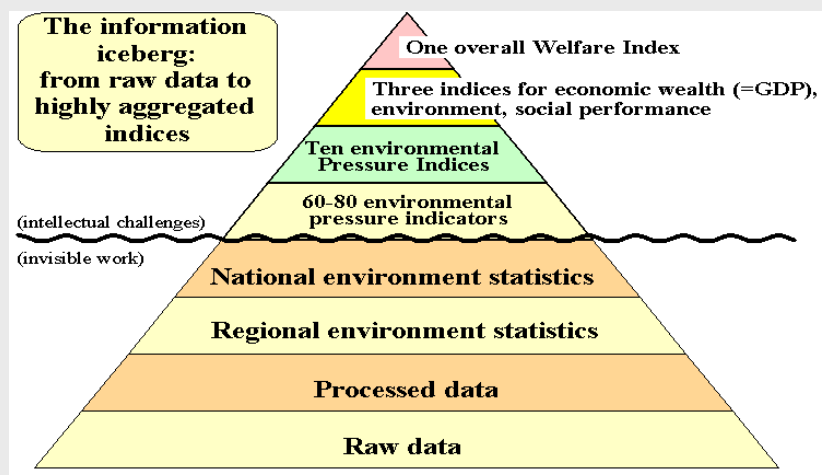 The information
iceberg:
from raw data to
highly aggregated
indices
One overall Welfare Index
Three indices for economic wealth (=GDP),
environment, social performance
Ten environmental
Pressure Indices
60-80 environmental
pressure indicators
(intellectual challenges)
(invisible work)
National environment statistics
Regional environment statistics
Processed data
Raw data